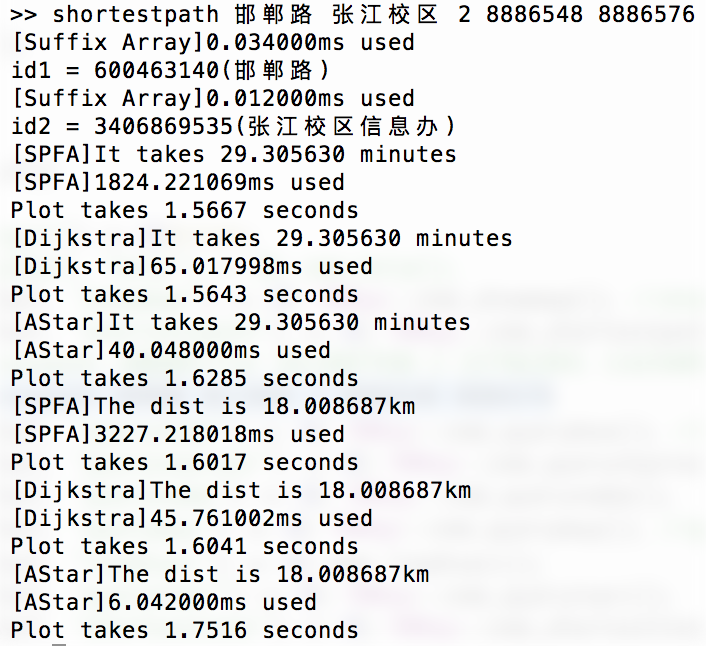 >> shortestpath 邯郸路 张江校区 2 8886548 8886576
[Suffix Array]0.034000ms used
id1 = 600463140(邯郸路)
[Suffix Array]0.012000ms used
id2 = 3406869535(张江校区信息办)
[SPFA]It takes 29.305630 minutes
[SPFA]1824.221069ms used
Plot takes 1.5667 seconds
[Dijkstra]It takes 29.305630 minutes
[Dijkstra]65.017998ms used
Plot takes 1.5643 seconds
[AStar]It takes 29.305630 minutes
[AStar]40.048000ms used
Plot takes 1.6285 seconds
[SPFA]The dist is 18.008687km
[SPFA]3227.218018ms used
Plot takes 1.6017 seconds
[Dijkstra]The dist is 18.008687km
[Dijkstra]45.761002ms used
Plot takes 1.6041 seconds
[AStar]The dist is 18.008687km
[AStar]6.042000ms used
Plot takes 1.7516 seconds